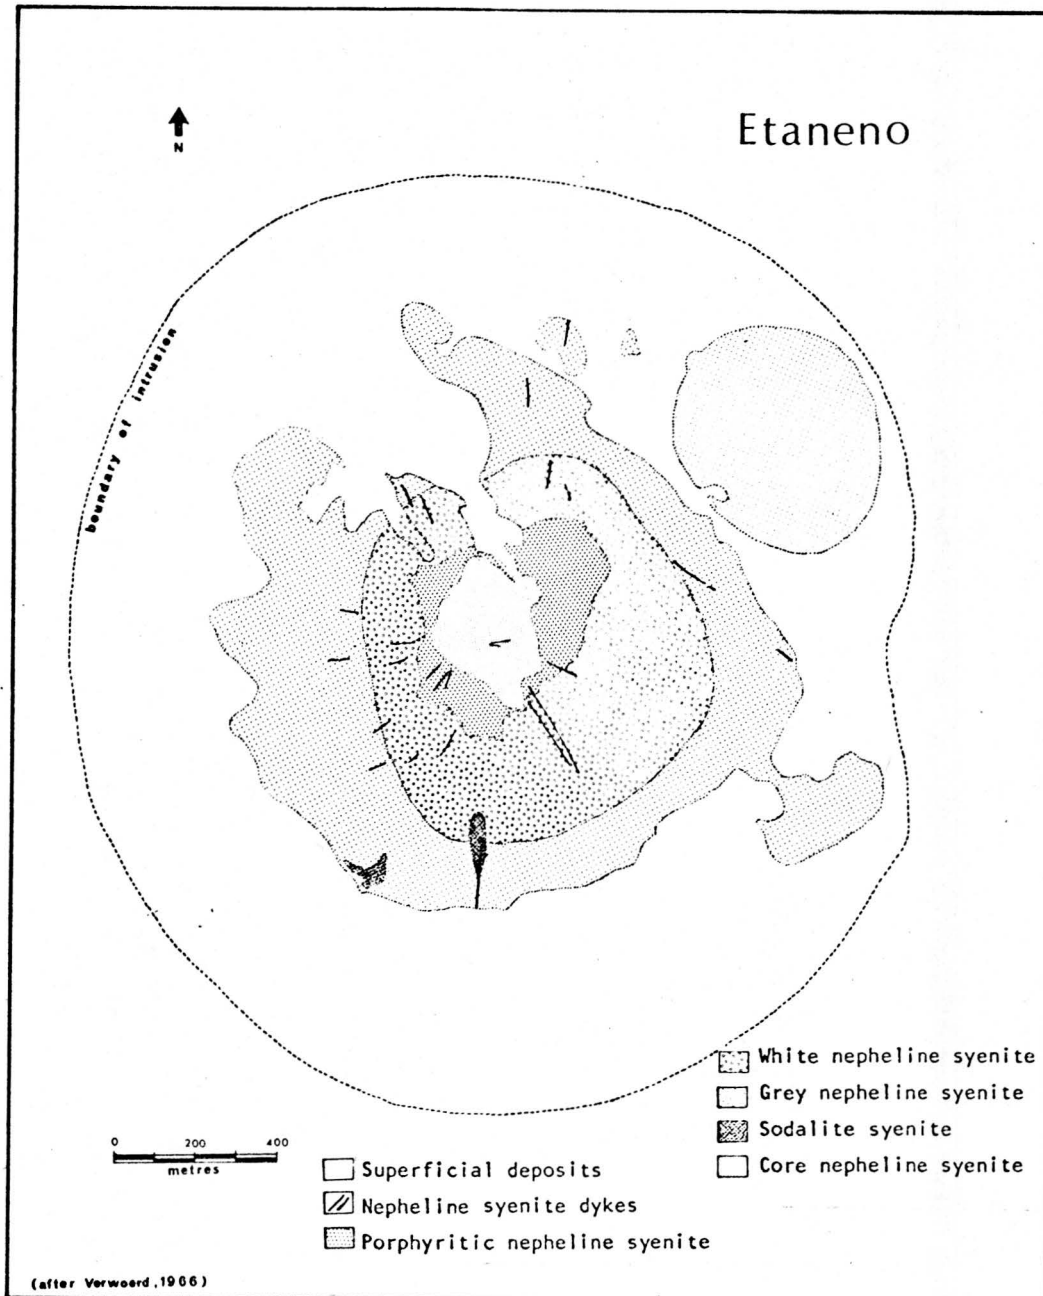 Etaneno
N
boundary of intrusion
White nepheline syenite
Grey nepheline syenite
Sodalite syenite
Core nepheline syenite
0 200 400
metres
Superficial deposits
Nepheline syenite dykes
Porphyritic nepheline syenite
(after Verwoerd, 1966)